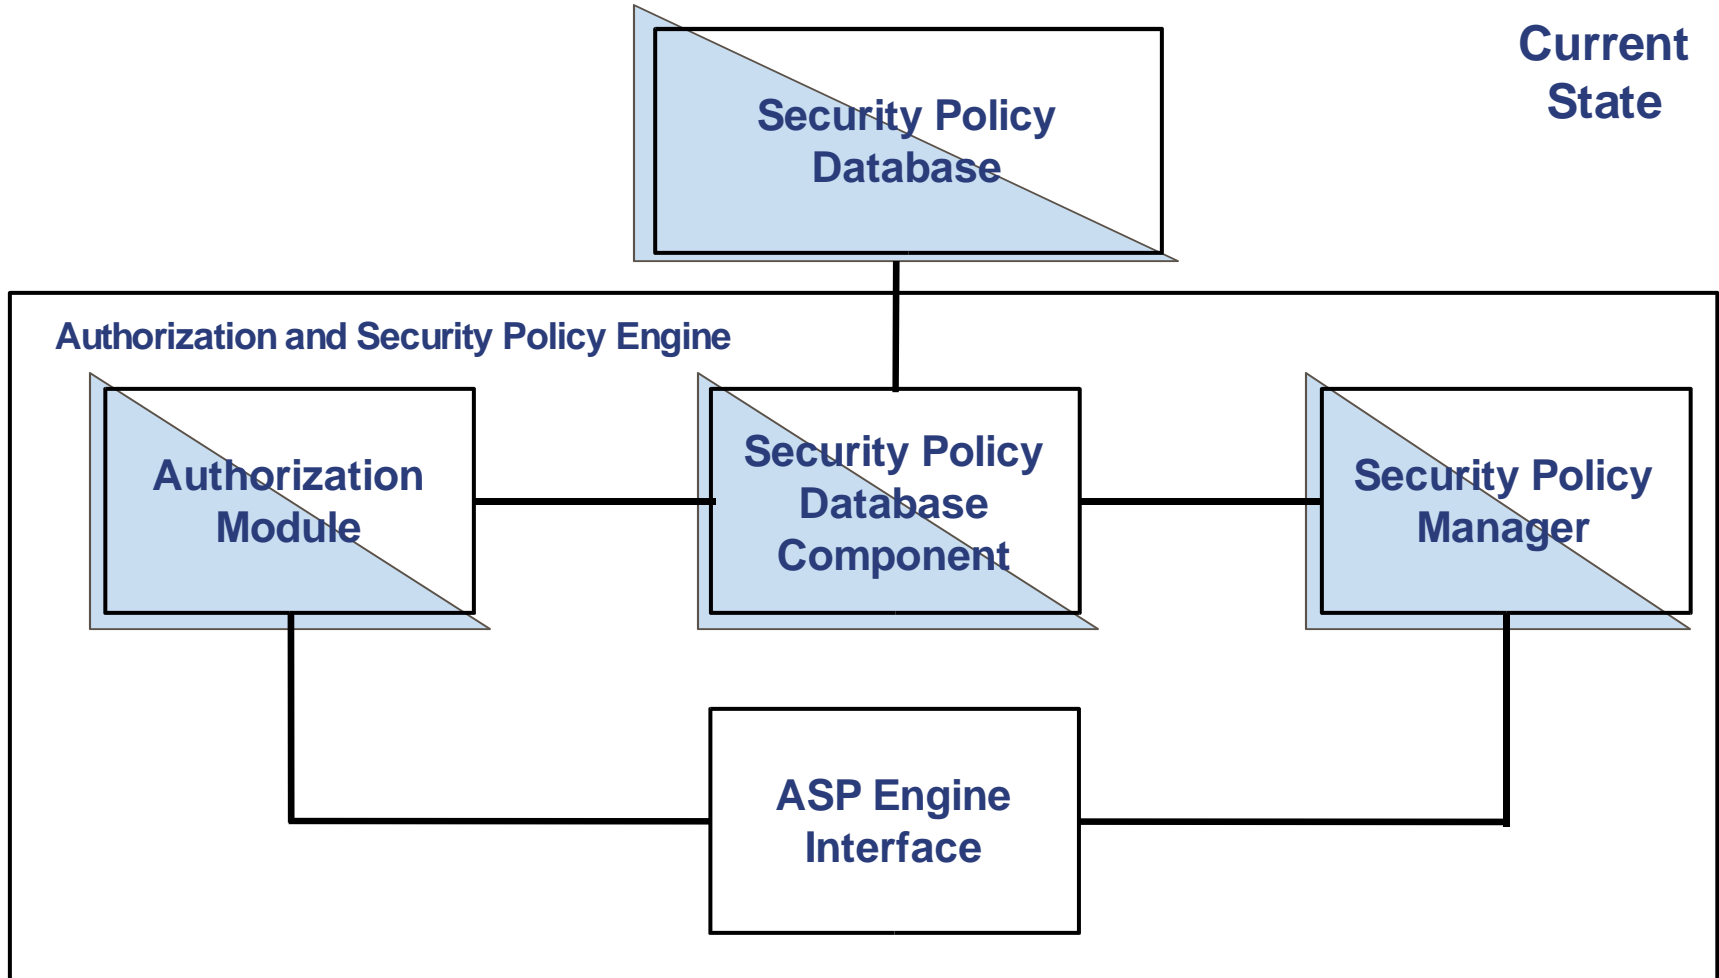 Current
State
Security Policy
Database
Authorization and Security Policy Engine
Authorization
Module
Security Policy
Database
Component
Security Policy
Manager
ASP Engine
Interface